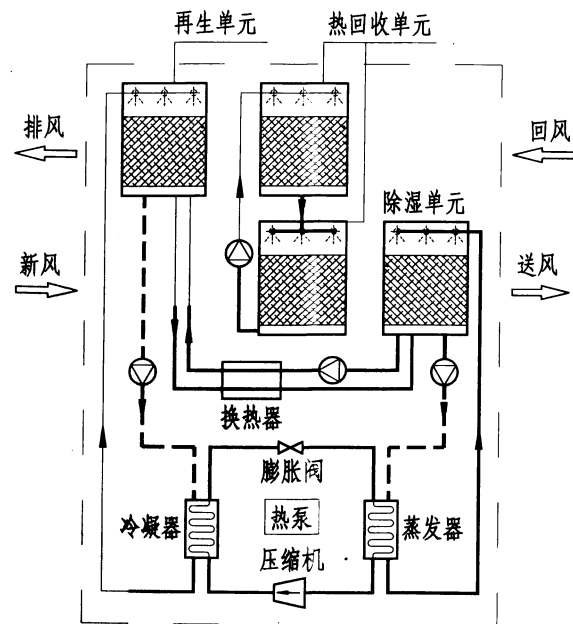 再生单元
热回收单元
排风
回风
除湿单元
新风
送风
换热器
膨胀阀
冷凝器
热泵
蒸发器
压缩机